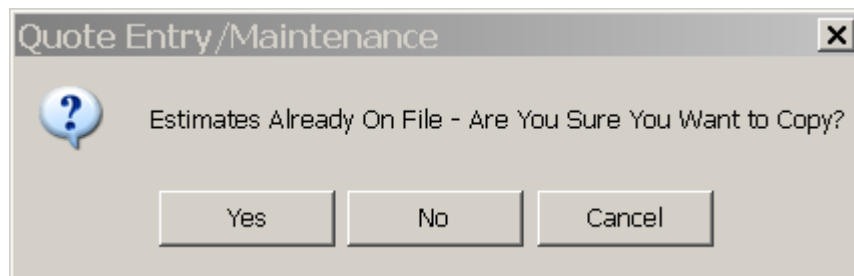 Quote Entry/Maintenance
Estimates Already On File - Are You Sure You Want to Copy?
Yes No Cancel